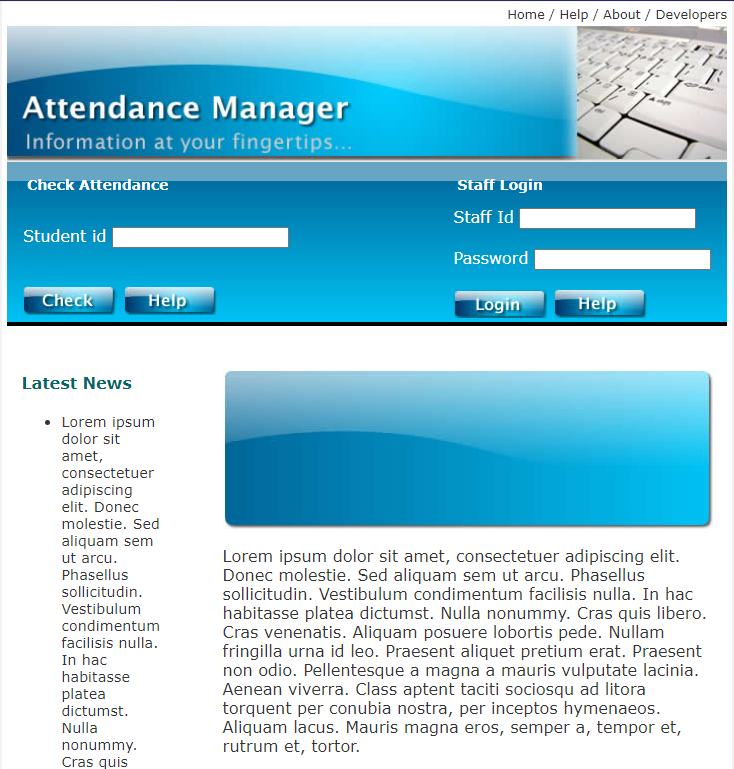 Home / Help / About / Developers
Attendance Manager
Information at your fingertips...
Check Attendance
Student id
Check Help
Staff Login
Staff Id
Password
Login Help
Latest News
• Lorem ipsum
dolor sit
amet,
consectetuer
adipiscing
elit. Donec
molestie. Sed
aliquam sem
ut arcu.
Phasellus
sollicitudin.
Vestibulum
condimentum
facilisis nulla.
In hac
habitasse
platea
dictumst.
Nulla
nonummy.
Cras quis
Lorem ipsum dolor sit amet, consectetuer adipiscing elit.
Donec molestie. Sed aliquam sem ut arcu. Phasellus
sollicitudin. Vestibulum condimentum facilisis nulla. In hac
habitasse platea dictumst. Nulla nonummy. Cras quis libero.
Cras venenatis. Aliquam posuere lobortis pede. Nullam
fringilla urna id leo. Praesent aliquet pretium erat. Praesent
non odio. Pellentesque a magna a mauris vulputate lacinia.
Aenean viverra. Class aptent taciti sociosqu ad litora
torquent per conubia nostra, per inceptos hymenaeos.
Aliquam lacus. Mauris magna eros, semper a, tempor et,
rutrum et, tortor.